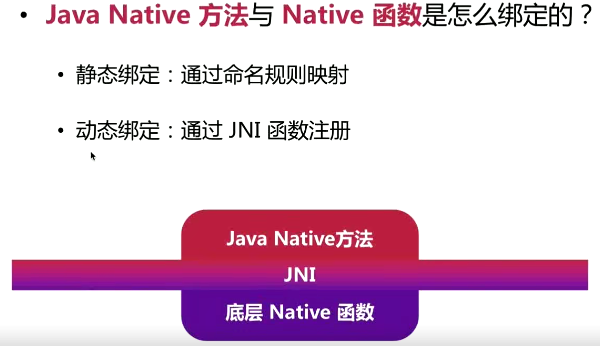 • Java Native 方法与 Native 函数是怎么绑定的？
• 静态绑定：通过命名规则映射
• 动态绑定：通过 JNI 函数注册
Java Native方法
JNI
底层 Native 函数